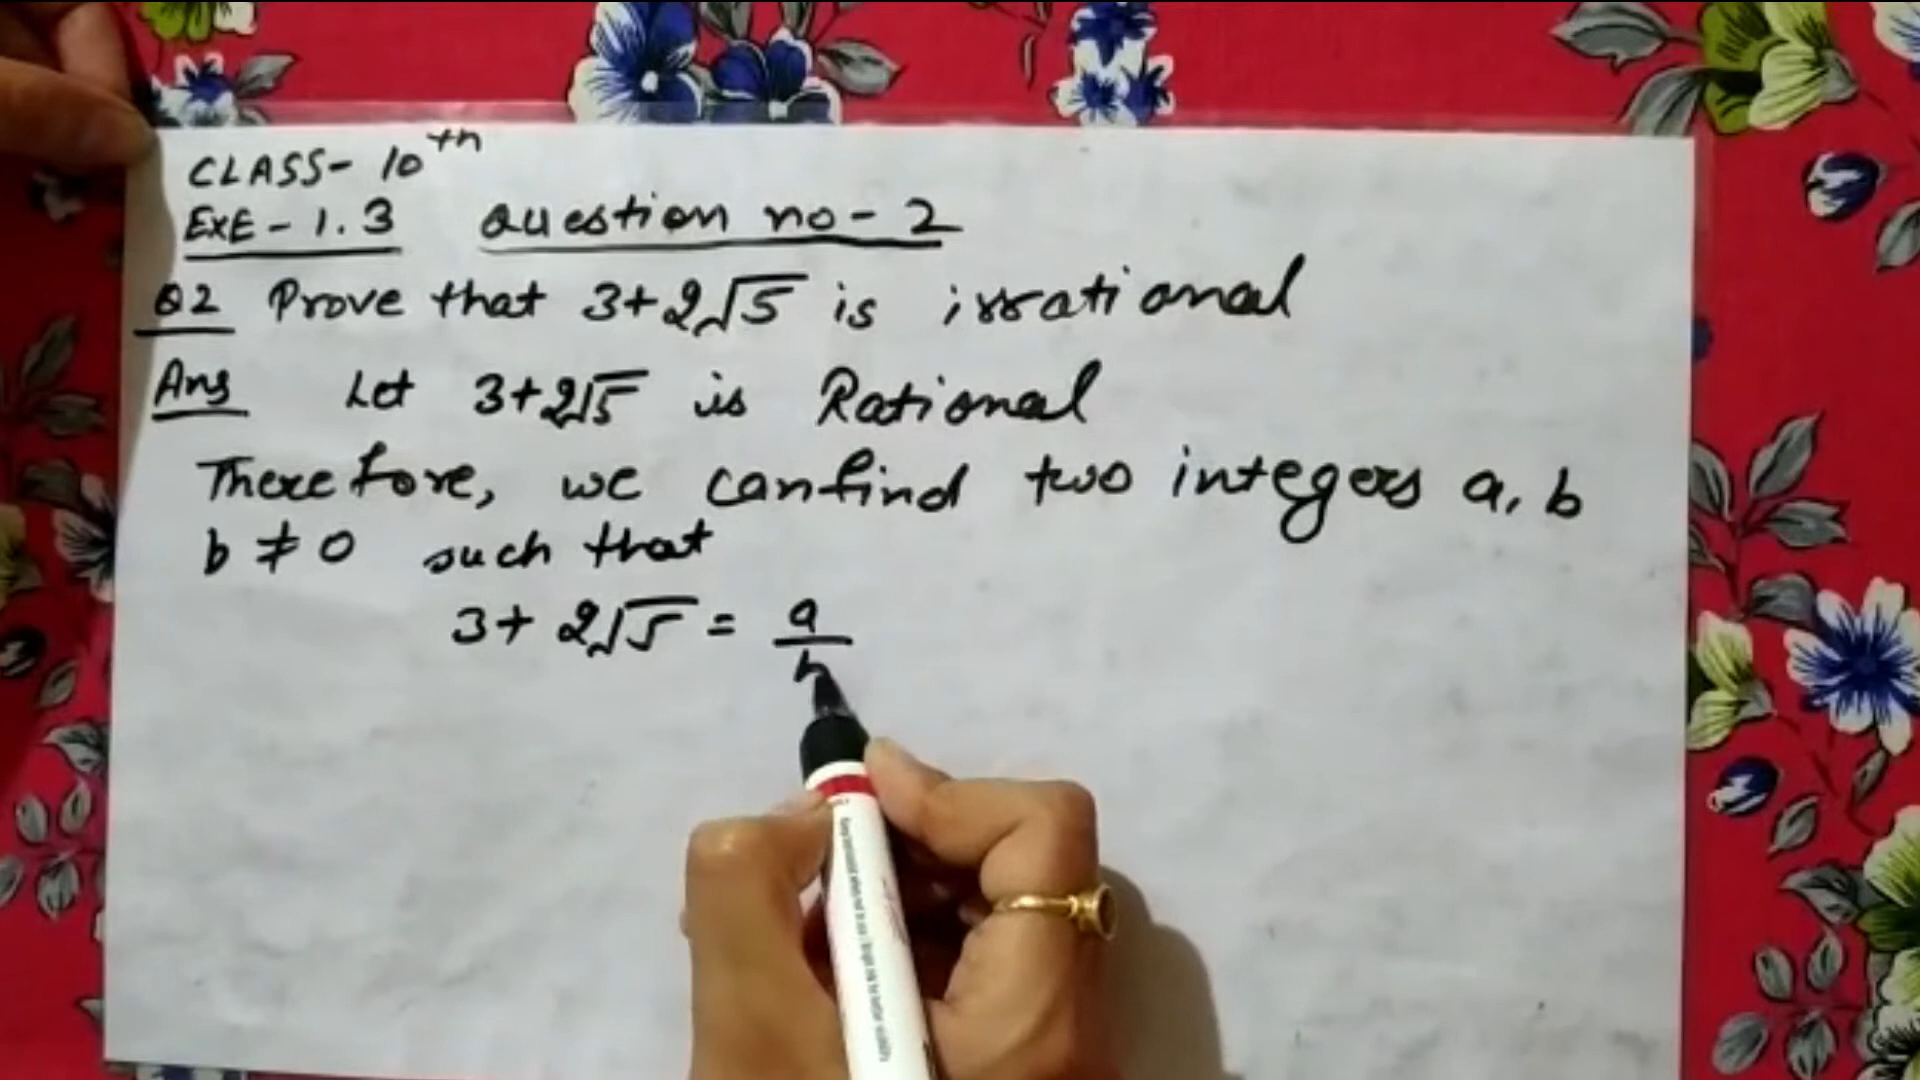 CLASS- 10th
EXE - 1.3 Question no - 2
Q2 Prove that 3+2√5 is irrational
Ans Let 3+2√5 is Rational
Therefore, we can find two integers a, b
b ≠ 0 such that
3+ 2√5 = a/b